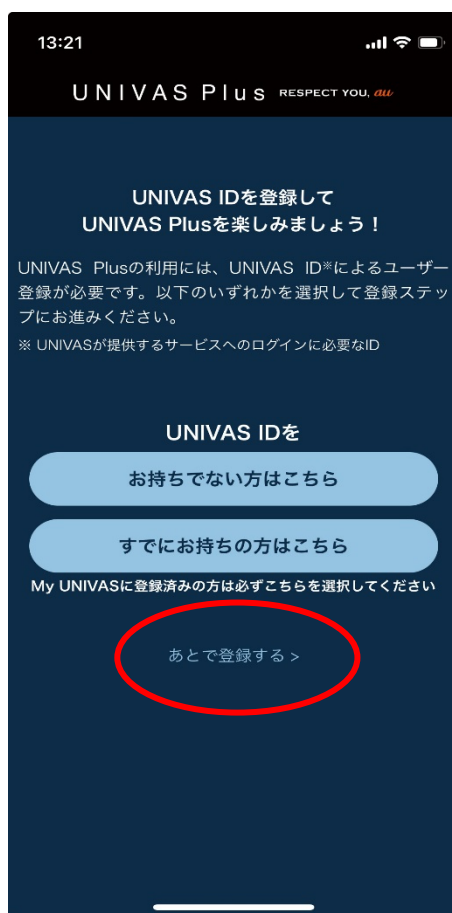 13:21
UNIVAS Plus RESPECT YOU, au
UNIVAS IDを登録して
UNIVAS Plusを楽しみましょう！
UNIVAS Plusの利用には、UNIVAS ID※によるユーザー
登録が必要です。以下のいずれかを選択して登録ステッ
プにお進みください。
※ UNIVASが提供するサービスへのログインに必要なID
UNIVAS IDを
お持ちでない方はこちら
すでにお持ちの方はこちら
My UNIVASに登録済みの方は必ずこちらを選択してください
あとで登録する >